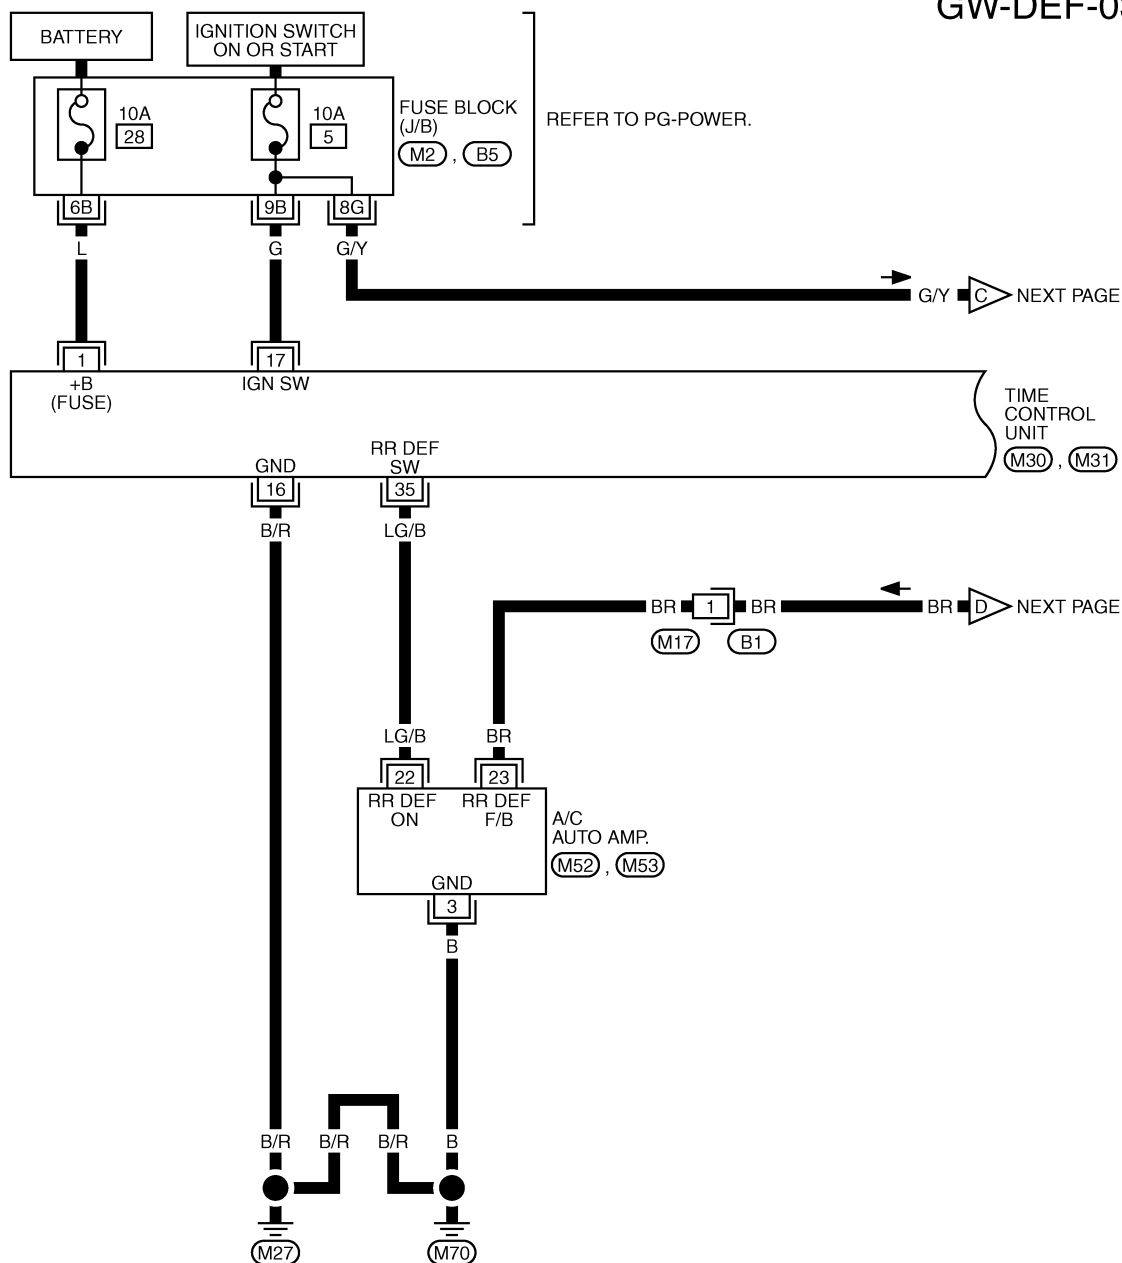 GW-DEF-03
BATTERY
IGNITION SWITCH
ON OR START
10A
28
10A
5
FUSE BLOCK
(J/B)
M2 , B5
REFER TO PG-POWER.
6B
9B
8G
L
G
G/Y
G/Y
C
NEXT PAGE
1
17
+B
(FUSE)
IGN SW
TIME
CONTROL
UNIT
M30 , M31
GND
RR DEF
SW
16
35
B/R
LG/B
BR
1
BR
BR
D
NEXT PAGE
M17
B1
LG/B
BR
22
23
RR DEF
ON
RR DEF
F/B
A/C
AUTO AMP.
M52 , M53
GND
3
B
B/R
B/R
B/R
B
M27
M70